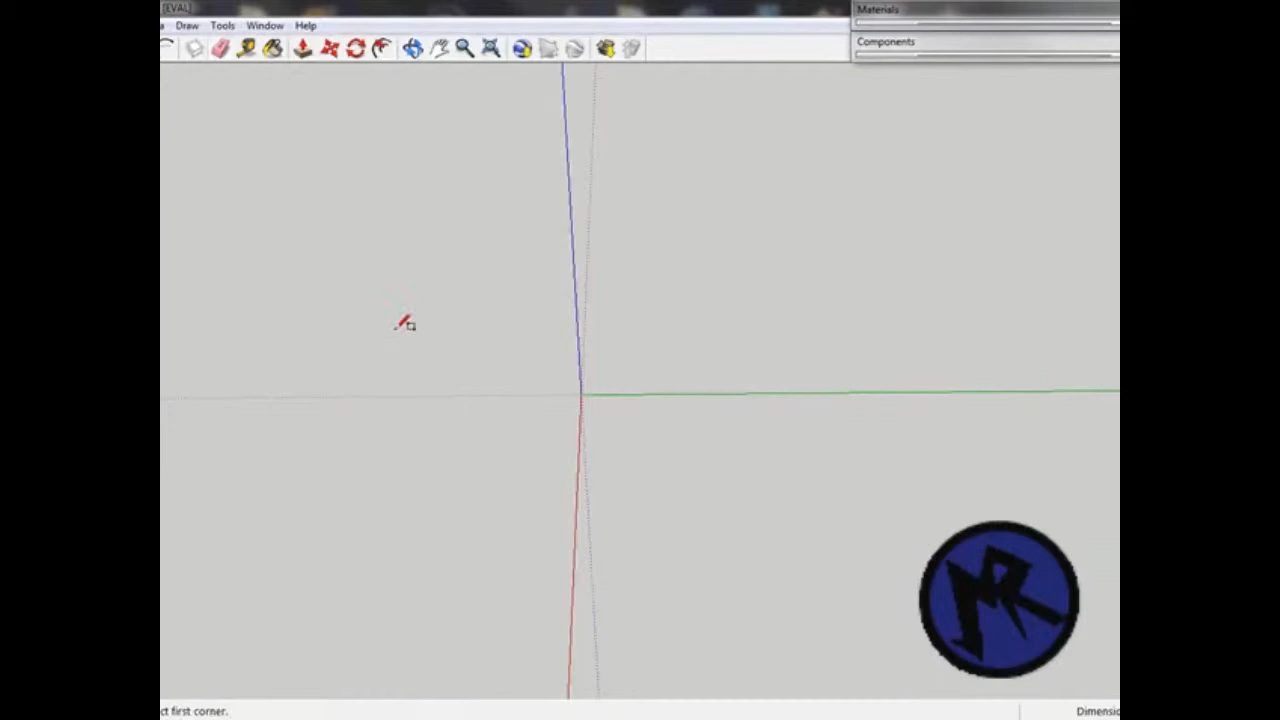 [EVAL]
Materials
Draw Tools Window Help
Components
ct first corner.
Dimensio